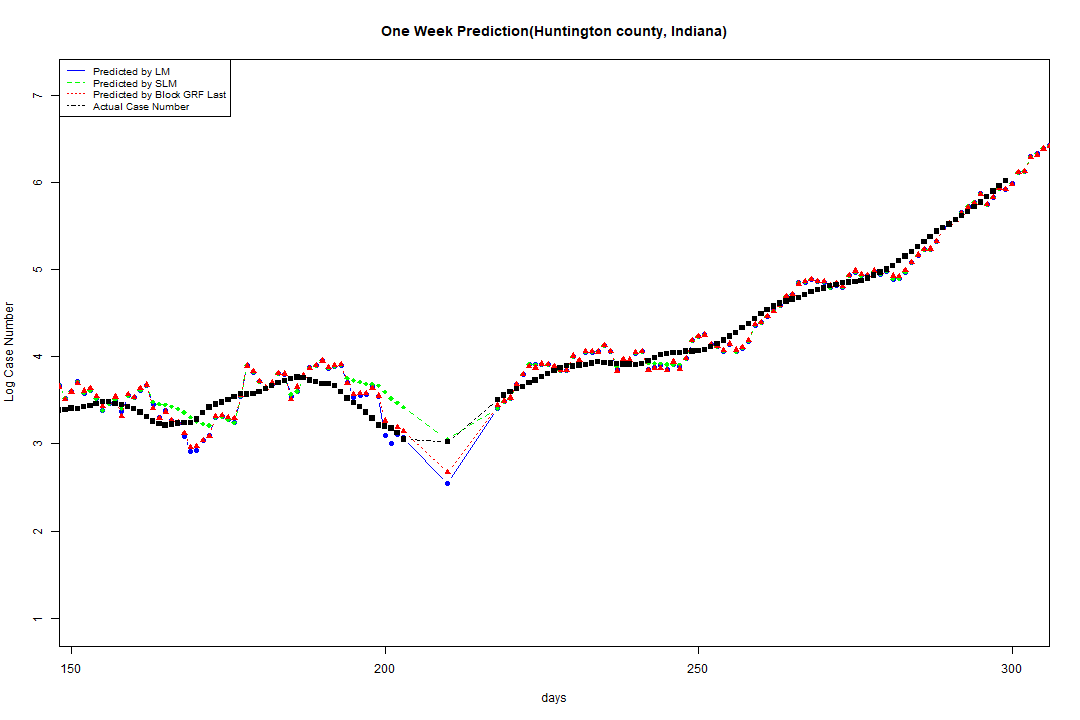 One Week Prediction(Huntington county, Indiana)
Predicted by LM
Predicted by SLM
Predicted by Block GRF Last
Actual Case Number
7
6
5
4
3
2
1
Log Case Number
150 200 250 300
days